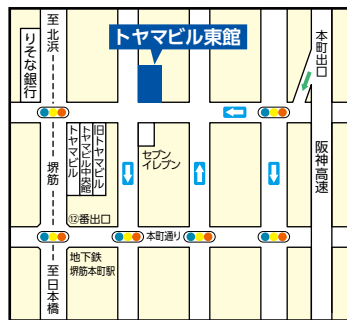 至北浜
りそな銀行
トヤマビル東館
本町出口
堺筋
トヤマビル
トヤマビル中央館
旧トヤマビル
セブン
イレブン
阪神高速
⑫番出口
本町通り
地下鉄
堺筋本町駅
至日本橋